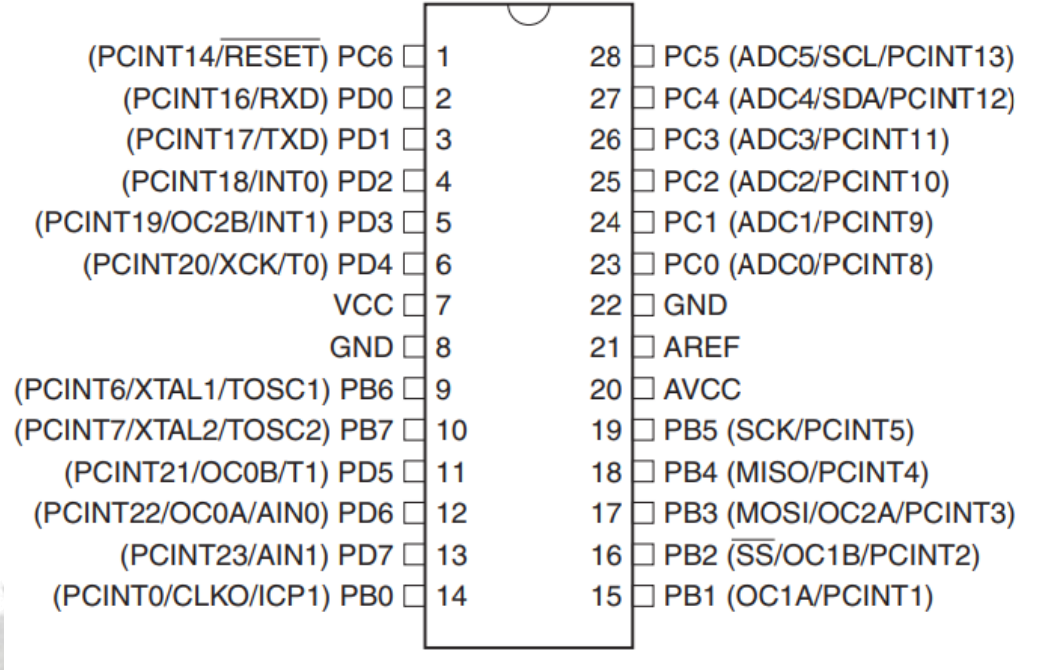 (PCINT14/RESET) PC6 1 28 PC5 (ADC5/SCL/PCINT13)
(PCINT16/RXD) PD0 2 27 PC4 (ADC4/SDA/PCINT12)
(PCINT17/TXD) PD1 3 26 PC3 (ADC3/PCINT11)
(PCINT18/INT0) PD2 4 25 PC2 (ADC2/PCINT10)
(PCINT19/OC2B/INT1) PD3 5 24 PC1 (ADC1/PCINT9)
(PCINT20/XCK/T0) PD4 6 23 PC0 (ADC0/PCINT8)
VCC 7 22 GND
GND 8 21 AREF
(PCINT6/XTAL1/TOSC1) PB6 9 20 AVCC
(PCINT7/XTAL2/TOSC2) PB7 10 19 PB5 (SCK/PCINT5)
(PCINT21/OC0B/T1) PD5 11 18 PB4 (MISO/PCINT4)
(PCINT22/OC0A/AIN0) PD6 12 17 PB3 (MOSI/OC2A/PCINT3)
(PCINT23/AIN1) PD7 13 16 PB2 (SS/OC1B/PCINT2)
(PCINT0/CLKO/ICP1) PB0 14 15 PB1 (OC1A/PCINT1)